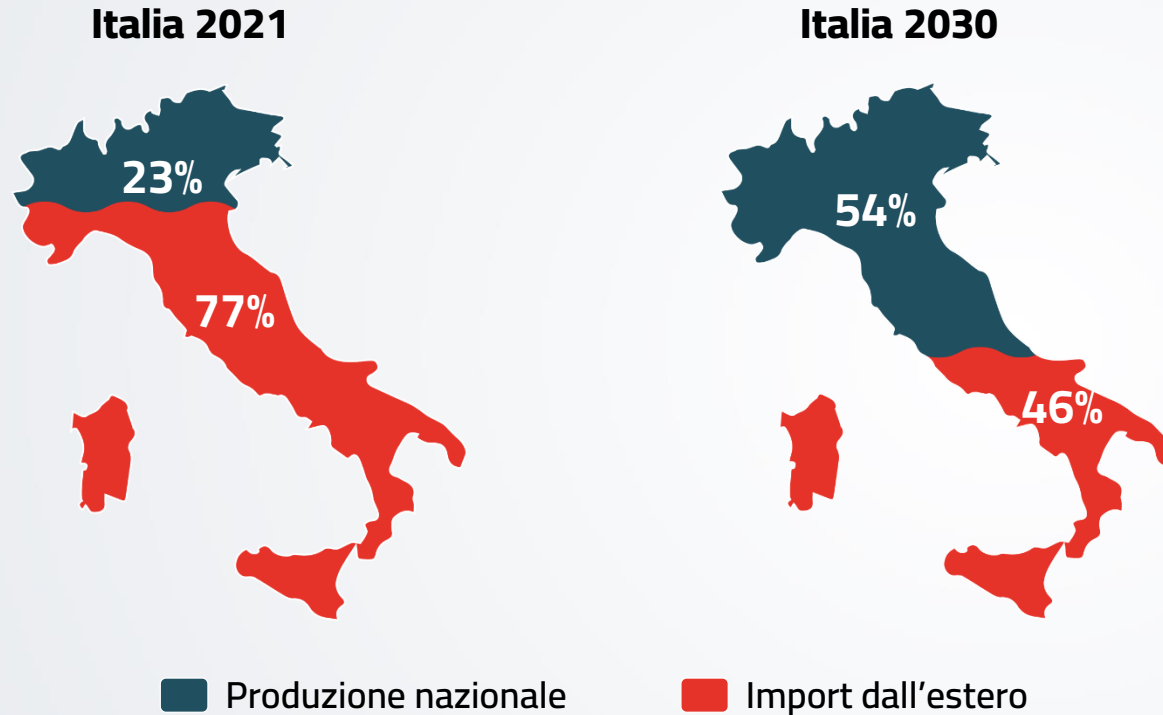 Italia 2021
Italia 2030
23%
77%
54%
46%
Produzione nazionale
Import dall’estero